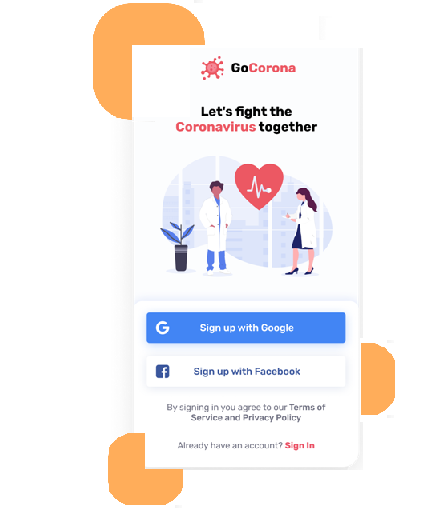 GoCorona
Let's fight the
Coronavirus together
Sign up with Google
Sign up with Facebook
By signing in you agree to our Terms of
Service and Privacy Policy
Already have an account? Sign In